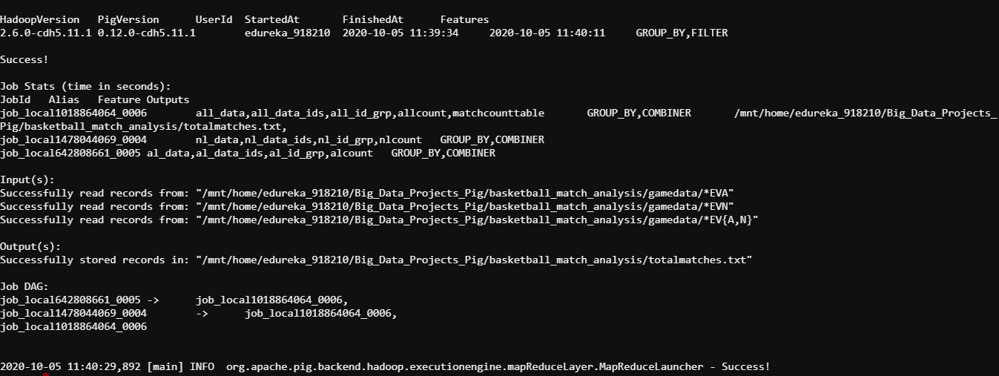 HadoopVersion PigVersion UserId StartedAt FinishedAt Features
2.6.0-cdh5.11.1 0.12.0-cdh5.11.1 edureka_918210 2020-10-05 11:39:34 2020-10-05 11:40:11 GROUP_BY,FILTER
Success!
Job Stats (time in seconds):
JobId Alias Feature Outputs
job_local1018864064_0006 all_data,all_data_ids,all_id_grp,allcount,matchcounttable GROUP_BY,COMBINER /mnt/home/edureka_918210/Big_Data_Projects_
Pig/basketball_match_analysis/totalmatches.txt,
job_local1478044069_0004 nl_data,nl_data_ids,nl_id_grp,nlcount GROUP_BY,COMBINER
job_local642808661_0005 al_data,al_data_ids,al_id_grp,alcount GROUP_BY,COMBINER
Input(s):
Successfully read records from: "/mnt/home/edureka_918210/Big_Data_Projects_Pig/basketball_match_analysis/gamedata/*EVA"
Successfully read records from: "/mnt/home/edureka_918210/Big_Data_Projects_Pig/basketball_match_analysis/gamedata/*EVN"
Successfully read records from: "/mnt/home/edureka_918210/Big_Data_Projects_Pig/basketball_match_analysis/gamedata/*EV{A,N}"
Output(s):
Successfully stored records in: "/mnt/home/edureka_918210/Big_Data_Projects_Pig/basketball_match_analysis/totalmatches.txt"
Job DAG:
job_local642808661_0005 -> job_local1018864064_0006,
job_local1478044069_0004 -> job_local1018864064_0006,
job_local1018864064_0006
2020-10-05 11:40:29,892 [main] INFO org.apache.pig.backend.hadoop.executionengine.mapReduceLayer.MapReduceLauncher - Success!